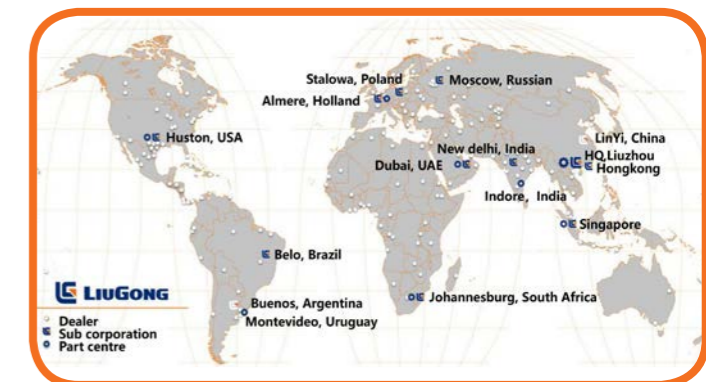 Stalowa, Poland
Moscow, Russian
Almere, Holland
Huston, USA
LinYi, China
New delhi, India
HQ,Liuzhou
Dubai, UAE
Hongkong
Indore, India
Singapore
Belo, Brazil
LIUGONG
Buenos, Argentina
Johannesburg, South Africa
Dealer
Montevideo, Uruguay
Sub corporation
Part centre